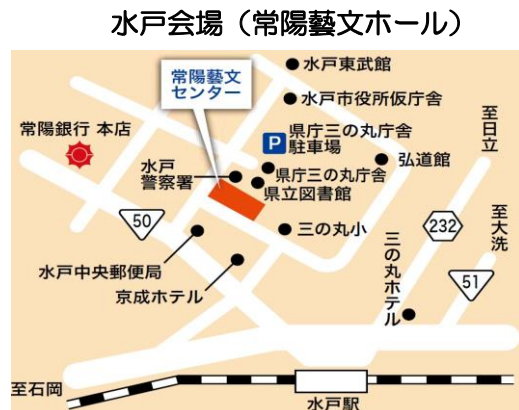 水戸会場（常陽藝文ホール）
水戸東武館
常陽藝文
センター
水戸市役所仮庁舎
至日立
常陽銀行 本店
P
県庁三の丸庁舎
駐車場
弘道館
水戸
警察署
県庁三の丸庁舎
県立図書館
至大洗
50
三の丸小
232
水戸中央郵便局
三の丸ホテル
51
京成ホテル
至石岡
水戸駅